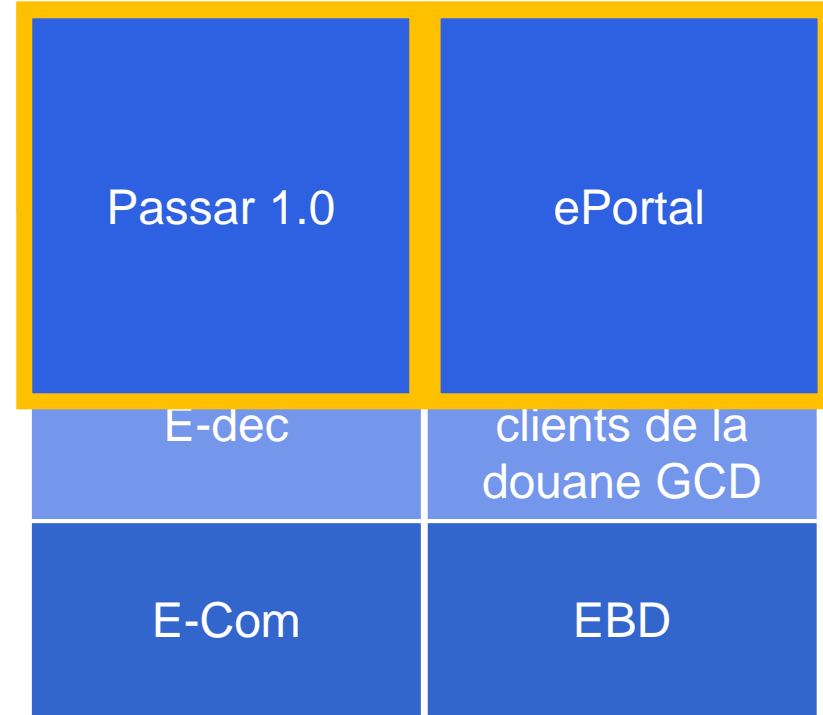 Passar 1.0
ePortal
E-dec
clients de la
douane GCD
E-Com
EBD